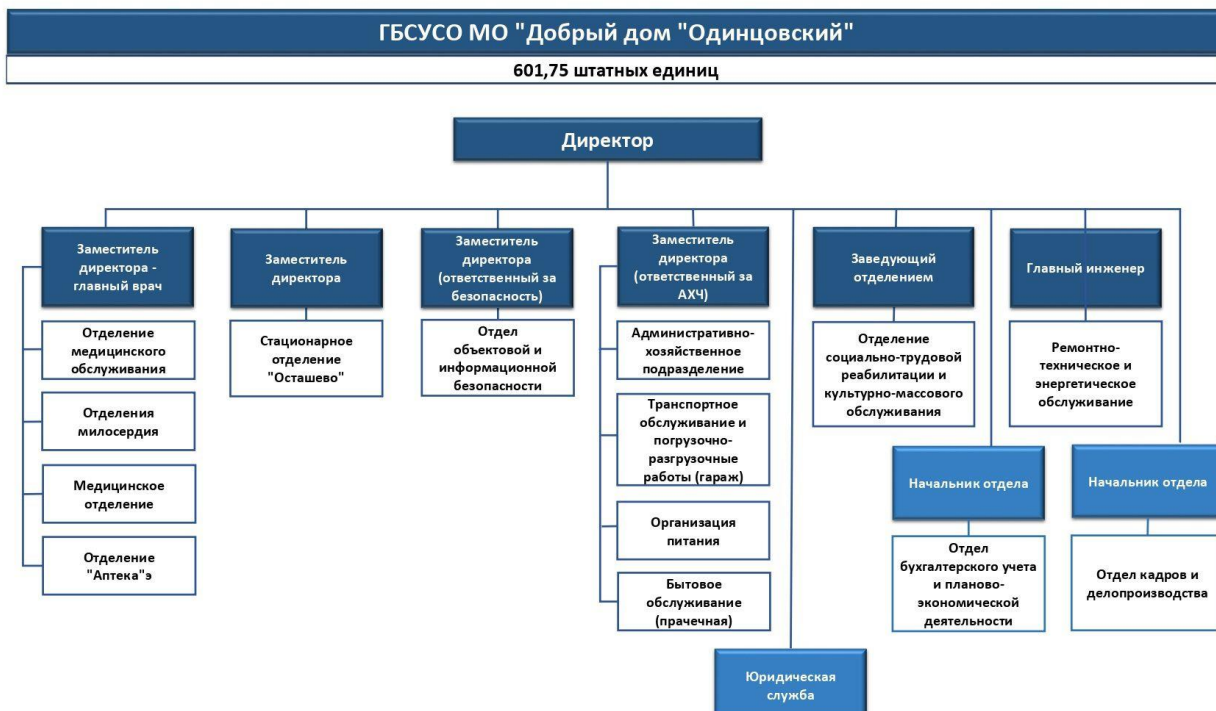 ГБСУСО МО "Добрый дом "Одинцовский"
601,75 штатных единиц
Директор
Заместитель
директора -
главный врач
Заместитель
директора
Заместитель
директора
(ответственный за
безопасность)
Заместитель
директора
(ответственный за
АХЧ)
Заведующий
отделением
Главный инженер
Отделение
медицинского
обслуживания
Отделения
милосердия
Медицинское
отделение
Отделение
"Аптека"э
Стационарное
отделение
"Осташево"
Отдел
объектовой и
информационной
безопасности
Административно-
хозяйственное
подразделение
Транспортное
обслуживание и
погрузочно-
разгрузочные
работы (гараж)
Организация
питания
Бытовое
обслуживание
(прачечная)
Отделение
социально-трудовой
реабилитации и
культурно-массового
обслуживания
Ремонтно-
техническое и
энергетическое
обслуживание
Начальник отдела
Начальник отдела
Отдел
бухгалтерского учета
и планово-
экономической
деятельности
Отдел кадров и
делопроизводства
Юридическая
служба